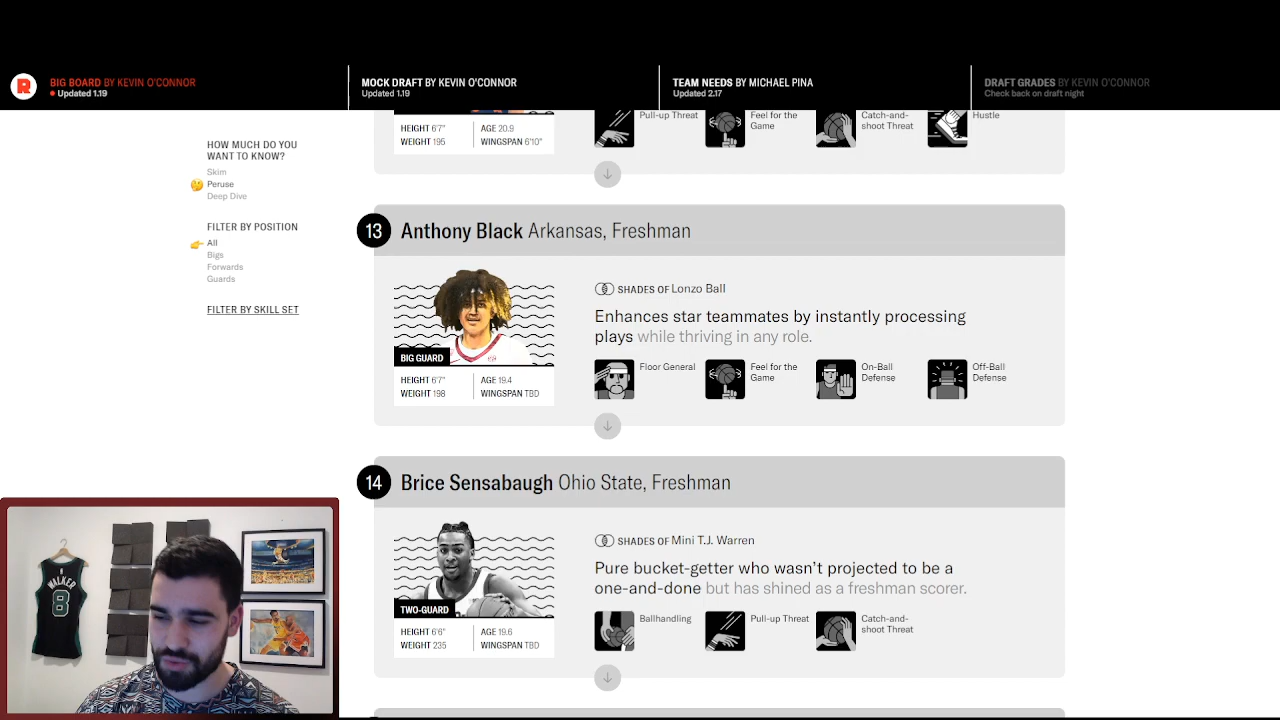 R
BIG BOARD BY KEVIN O'CONNOR
Updated 1.19
MOCK DRAFT BY KEVIN O'CONNOR
Updated 1.19
TEAM NEEDS BY MICHAEL PINA
Updated 2.17
DRAFT GRADES BY KEVIN O'CONNOR
Check back on draft night
HOW MUCH DO YOU
WANT TO KNOW?
Skim
Peruse
Deep Dive
FILTER BY POSITION
All
Bigs
Forwards
Guards
FILTER BY SKILL SET
HEIGHT 6'7" AGE 20.9
WEIGHT 195 WINGSPAN 6'10"
Pull-up Threat
Feel for the
Game
Catch-and-
shoot Threat
Hustle
13 Anthony Black Arkansas, Freshman
SHADES OF Lonzo Ball
Enhances star teammates by instantly processing
plays while thriving in any role.
BIG GUARD
HEIGHT 6'7" AGE 19.4
WEIGHT 198 WINGSPAN TBD
Floor General
Feel for the
Game
On-Ball
Defense
Off-Ball
Defense
14 Brice Sensabaugh Ohio State, Freshman
SHADES OF Mini T.J. Warren
Pure bucket-getter who wasn't projected to be a
one-and-done but has shined as a freshman scorer.
TWO-GUARD
HEIGHT 6'6" AGE 19.6
WEIGHT 235 WINGSPAN TBD
Ballhandling
Pull-up Threat
Catch-and-
shoot Threat
WALKER
8